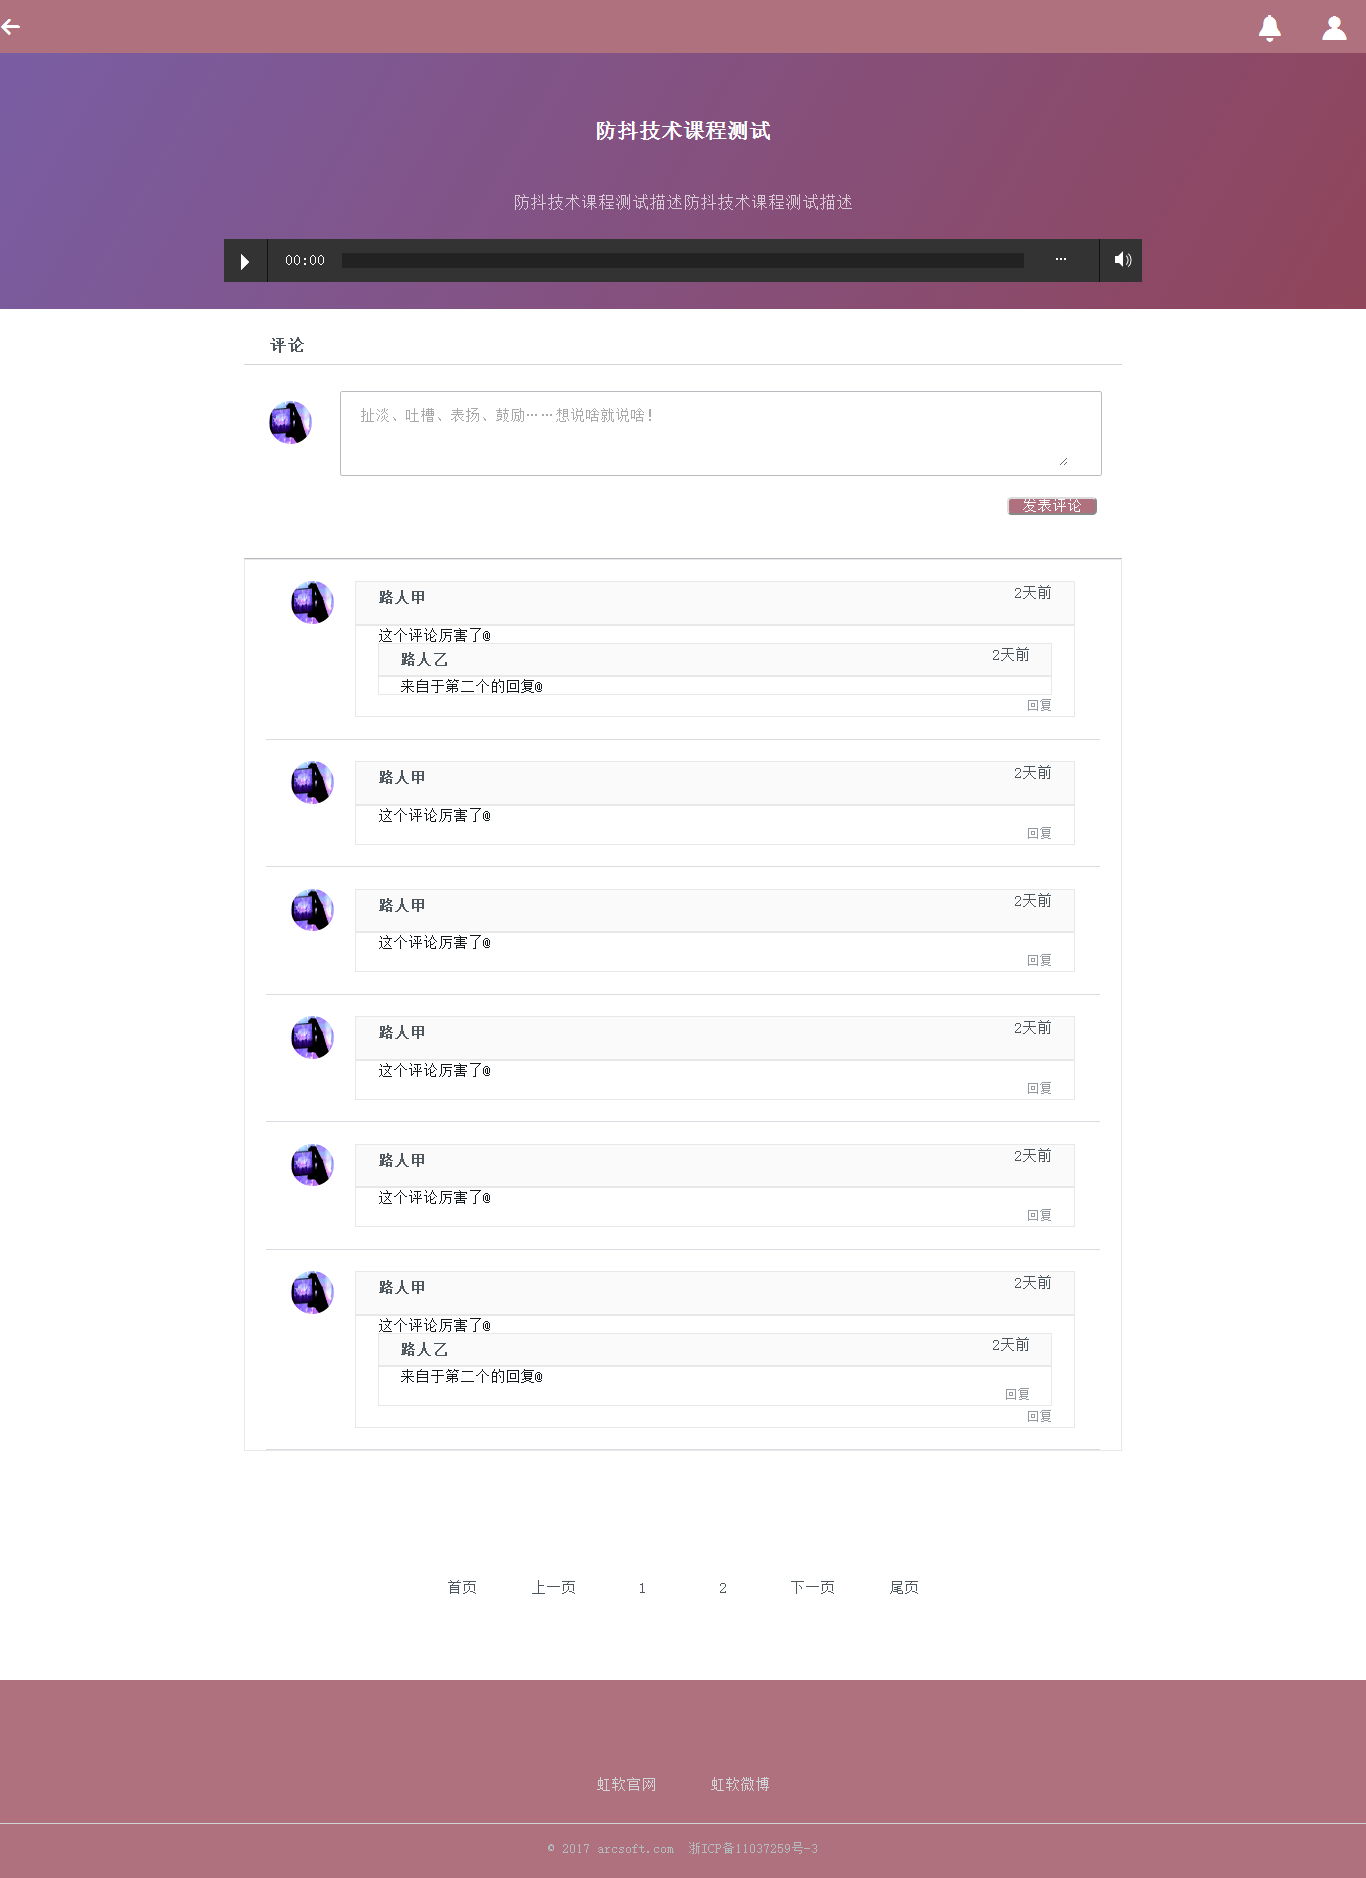 防抖技术课程测试
防抖技术课程测试描述防抖技术课程测试描述
00:00 ...
评论
扯淡、吐槽、表扬、鼓励……想说啥就说啥！
发表评论
路人甲 2天前
这个评论厉害了@
路人乙 2天前
来自于第二个的回复@
回复
路人甲 2天前
这个评论厉害了@
回复
路人甲 2天前
这个评论厉害了@
回复
路人甲 2天前
这个评论厉害了@
回复
路人甲 2天前
这个评论厉害了@
回复
路人甲 2天前
这个评论厉害了@
路人乙 2天前
来自于第二个的回复@
回复
回复
首页 上一页 1 2 下一页 尾页
虹软官网 虹软微博
© 2017 arcsoft.com 浙ICP备11037259号-3